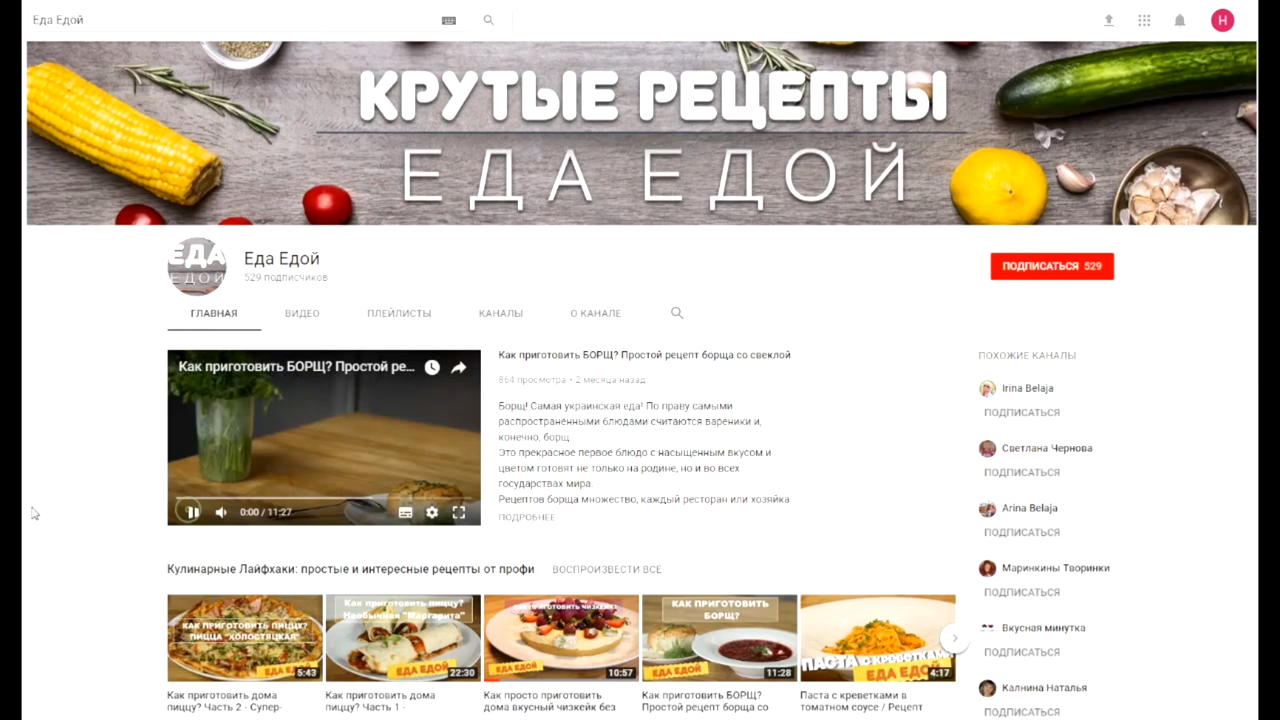 Еда Едой
Н
КРУТЫЕ РЕЦЕПТЫ
ЕДА ЕДОЙ
ЕДА
ЕДОЙ
Еда Едой
529 подписчиков
ПОДПИСАТЬСЯ 529
ГЛАВНАЯ
ВИДЕО
ПЛЕЙЛИСТЫ
КАНАЛЫ
О КАНАЛЕ
Как приготовить БОРЩ? Простой ре...
0:00 / 11:27
Как приготовить БОРЩ? Простой рецепт борща со свеклой
864 просмотра • 2 месяца назад
Борщ! Самая украинская еда! По праву самыми
распространенными блюдами считаются вареники и,
конечно, борщ.
Это прекрасное первое блюдо с насыщенным вкусом и
цветом готовят не только на родине, но и во всех
государствах мира.
Рецептов борща множество, каждый ресторан или хозяйка
ПОДРОБНЕЕ
ПОХОЖИЕ КАНАЛЫ
Irina Belaja
ПОДПИСАТЬСЯ
Светлана Чернова
ПОДПИСАТЬСЯ
Arina Belaja
ПОДПИСАТЬСЯ
Маринкины Творинки
ПОДПИСАТЬСЯ
Вкусная минутка
ПОДПИСАТЬСЯ
Калнина Наталья
ПОДПИСАТЬСЯ
Кулинарные Лайфхаки: простые и интересные рецепты от профи
ВОСПРОИЗВЕСТИ ВСЕ
КАК ПРИГОТОВИТЬ ПИЦЦУ?
ПИЦЦА "ХОЛОСТЯЦКАЯ"
ЕДА ЕД
5:43
Как приготовить дома
пиццу? Часть 2 - Супер-
Как приготовить пиццу?
Необычная "Маргарита"
ЕДА ЕДОЙ
22:30
Как приготовить дома
пиццу? Часть 1 -
КАК ПРИГОТОВИТЬ ЧИЗКЕЙК?
ЕДА ЕДОЙ
10:57
Как просто приготовить
дома вкусный чизкейк без
КАК ПРИГОТОВИТЬ
БОРЩ?
ЕДА ЕДОЙ
11:28
Как приготовить БОРЩ?
Простой рецепт борща со
ПАСТА С КРЕВЕТКАМИ
ЕДА ЕДОЙ
4:17
Паста с креветками в
томатном соусе / Рецепт